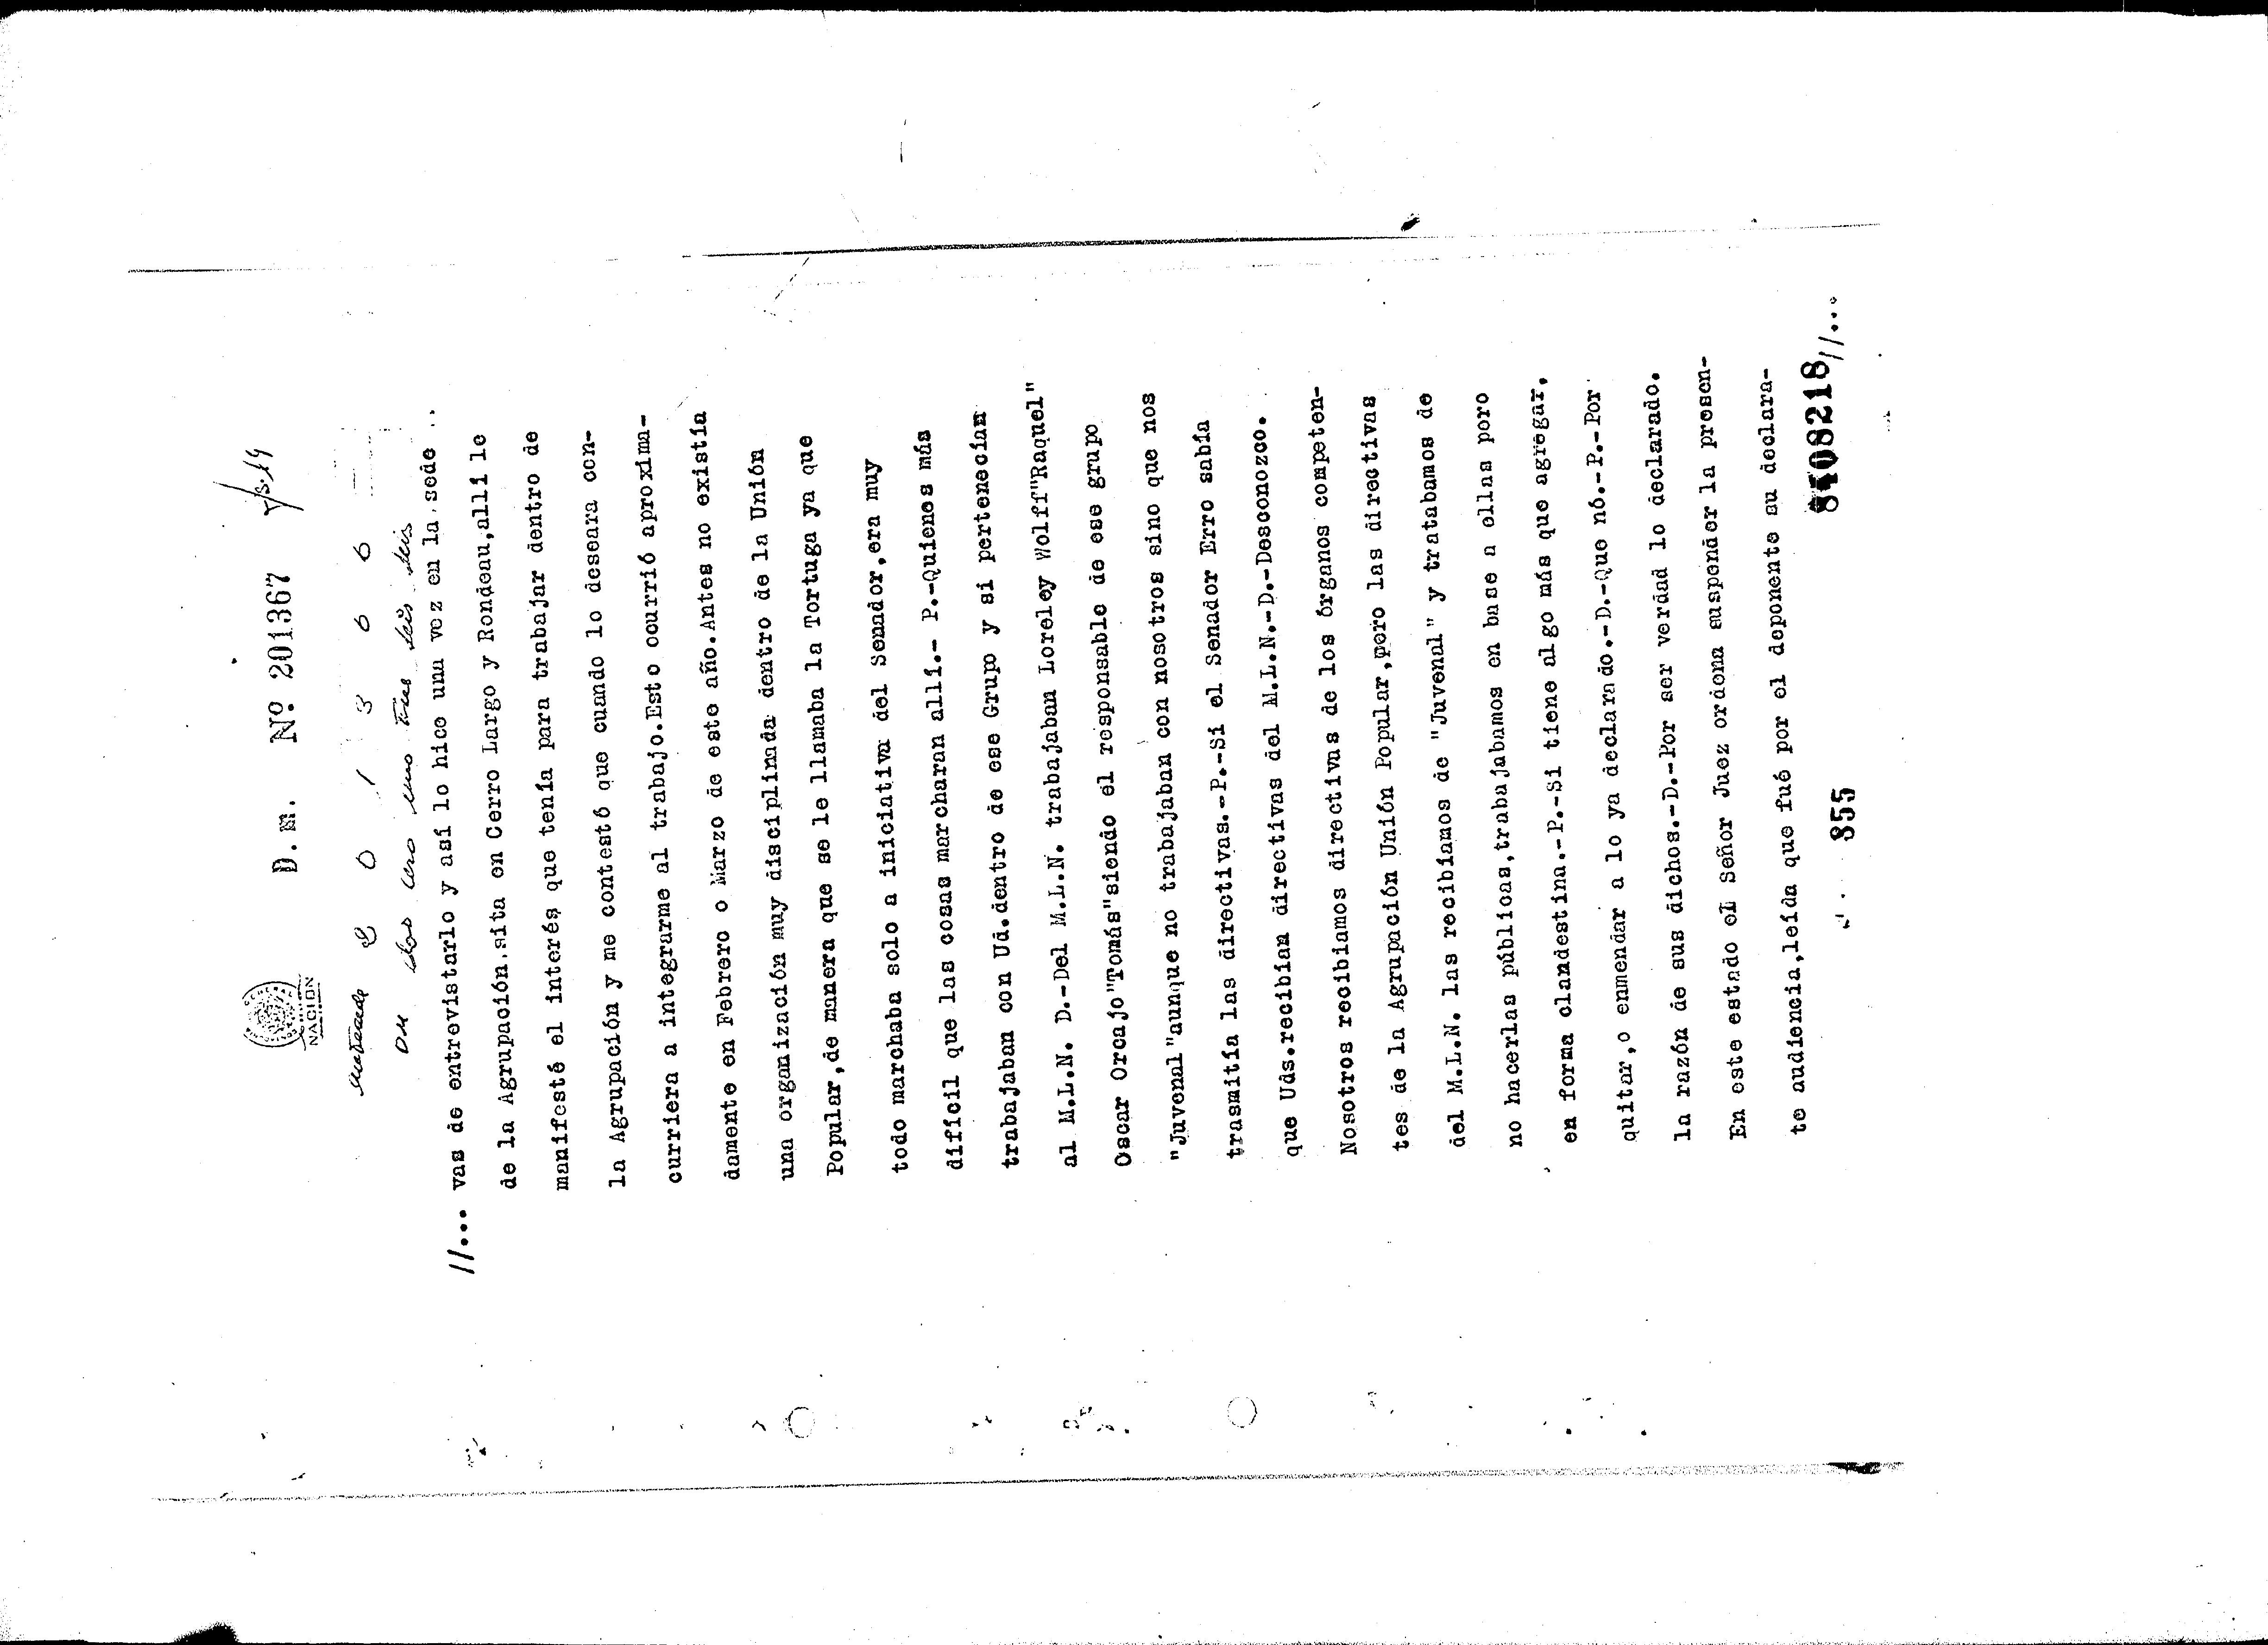 D.m. Nº 201367
NACION
2 0 1 3 6 6
dos cero uno tres seis seis
//... vas de entrevistarlo y así lo hice una vez en la sede
de la Agrupación.sita en Cerro Largo y Rondeau,allí le
manifesté el interés que tenía para trabajar dentro de
la Agrupación y me contestó que cuando lo deseara con-
curriera a integrarme al trabajo.Esto ocurrió aproxima-
damente en Febrero o Marzo de este año.Antes no existía
una organización muy disciplinada dentro de la Unión
Popular,de manera que se le llamaba la Tortuga ya que
todo marchaba solo a iniciativa del Senador,era muy
difícil que las cosas marcharan allí.- P.-Quienes más
trabajaban con Ud.dentro de ese Grupo y si pertenecían
al M.L.N. D.-Del M.L.N. trabajaban Loreley Wolff"Raquel"
Oscar Orcajo"Tomás"siendo el responsable de ese grupo
"Juvenal"aunque no trabajaban con nosotros sino que nos
trasmitía las directivas.-P.-Si el Senador Erro sabía
que Uds.recibían directivas del M.L.N.-D.-Desconozco.
Nosotros recibiamos directivas de los órganos competen-
tes de la Agrupación Unión Popular,pero las directivas
del M.L.N. las recibíamos de "Juvenal" y tratabamos de
no hacerlas públicas,trabajabamos en base a ellas pero
en forma clandestina.-P.-Si tiene algo más que agregar,
quitar,o enmendar a lo ya declarado.-D.-Que nó.-P.-Por
la razón de sus dichos.-D.-Por ser verdad lo declarado.
En este estado el Señor Juez ordena suspender la presen-
te audiencia,leída que fué por el deponente su declara-
//...
855
8408218